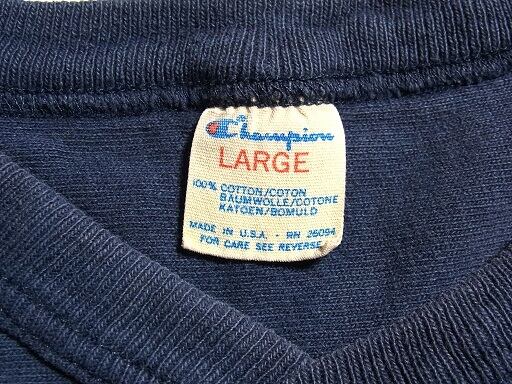 Champion
LARGE
100% COTTON/COTON
BAUMWOLLE/COTONE
KATOEN/BOMULD
MADE IN U.S.A. - RN 26094
FOR CARE SEE REVERSE